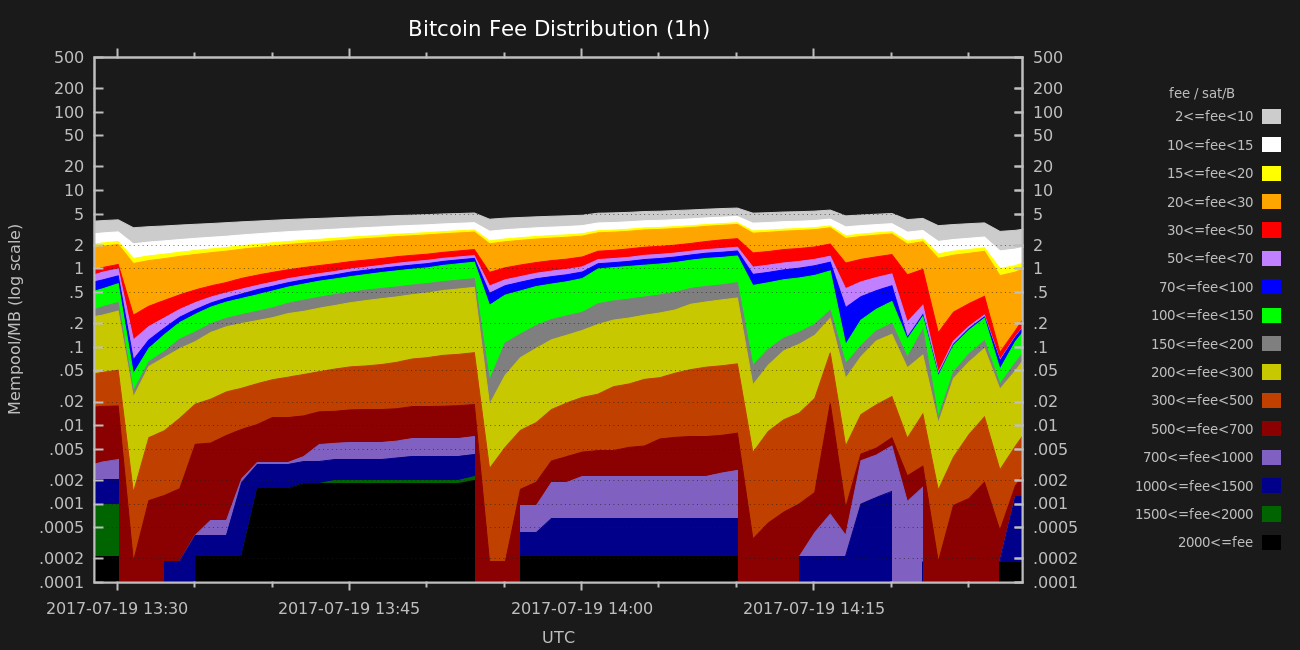 Bitcoin Fee Distribution (1h)
500 500
200 200
100 100
50 50
20 20
10 10
5 5
2 2
1 1
.5 .5
.2 .2
.1 .1
.05 .05
.02 .02
.01 .01
.005 .005
.002 .002
.001 .001
.0005 .0005
.0002 .0002
.0001 .0001
Mempool/MB (log scale)
2017-07-19 13:30 2017-07-19 13:45 2017-07-19 14:00 2017-07-19 14:15
UTC
fee / sat/B
2<=fee<10
10<=fee<15
15<=fee<20
20<=fee<30
30<=fee<50
50<=fee<70
70<=fee<100
100<=fee<150
150<=fee<200
200<=fee<300
300<=fee<500
500<=fee<700
700<=fee<1000
1000<=fee<1500
1500<=fee<2000
2000<=fee